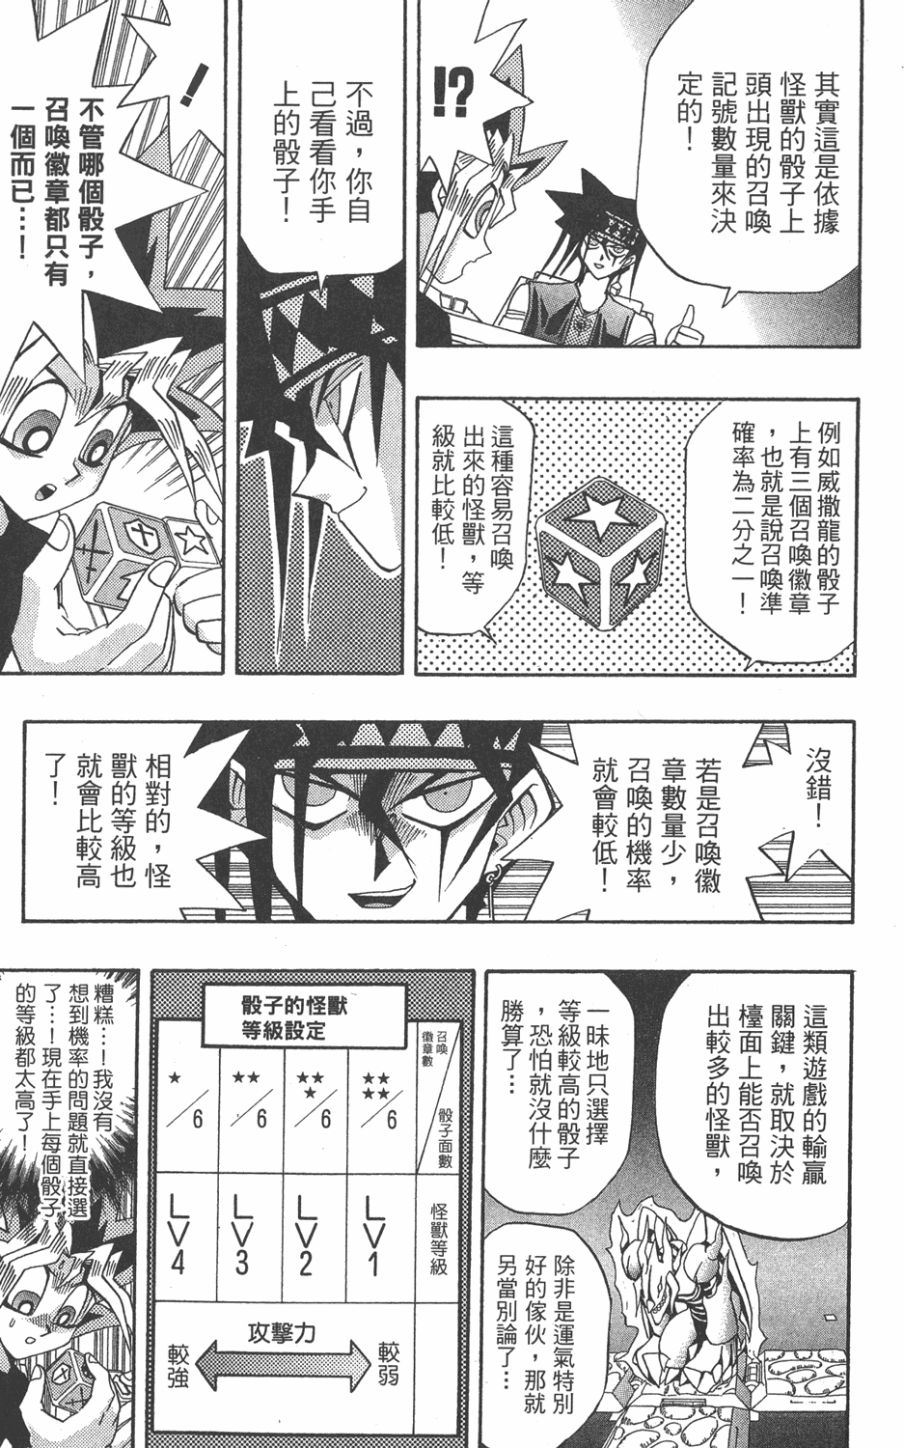 其實這是依據
怪獸的骰子上
頭出現的召喚
記號數量來決
定的！
!?
不過，你自
己看看你手
上的骰子！
！
不管哪個骰子，
召喚徽章都只有
一個而已…！
例如威撒龍的骰子
上有三個召喚徽章
，也就是說召喚準
確率為二分之一！
這種容易召喚
出來的怪獸，等
級就比較低！
沒錯！
若是召喚徽
章數量少，
召喚的機率
就會較低！
相對的，怪
獸的等級也
就會比較高
了！
這類遊戲的輸贏
關鍵，就取決於
檯面上能否召喚
出較多的怪獸，
一昧地只選擇
等級較高的骰子
，恐怕就沒什麼
勝算了…
除非是運氣特別
好的傢伙，那就
另當別論了…
骰子的怪獸
等級設定
召喚
徽章數
骰子面數
★★★★/6
★★★/6
★★/6
★/6
怪獸等級
LV1
LV2
LV3
LV4
較弱
攻擊力
較強
糟糕…！我沒有
想到機率的問題就直接選
了…！現在手上每個骰子
的等級都太高了！